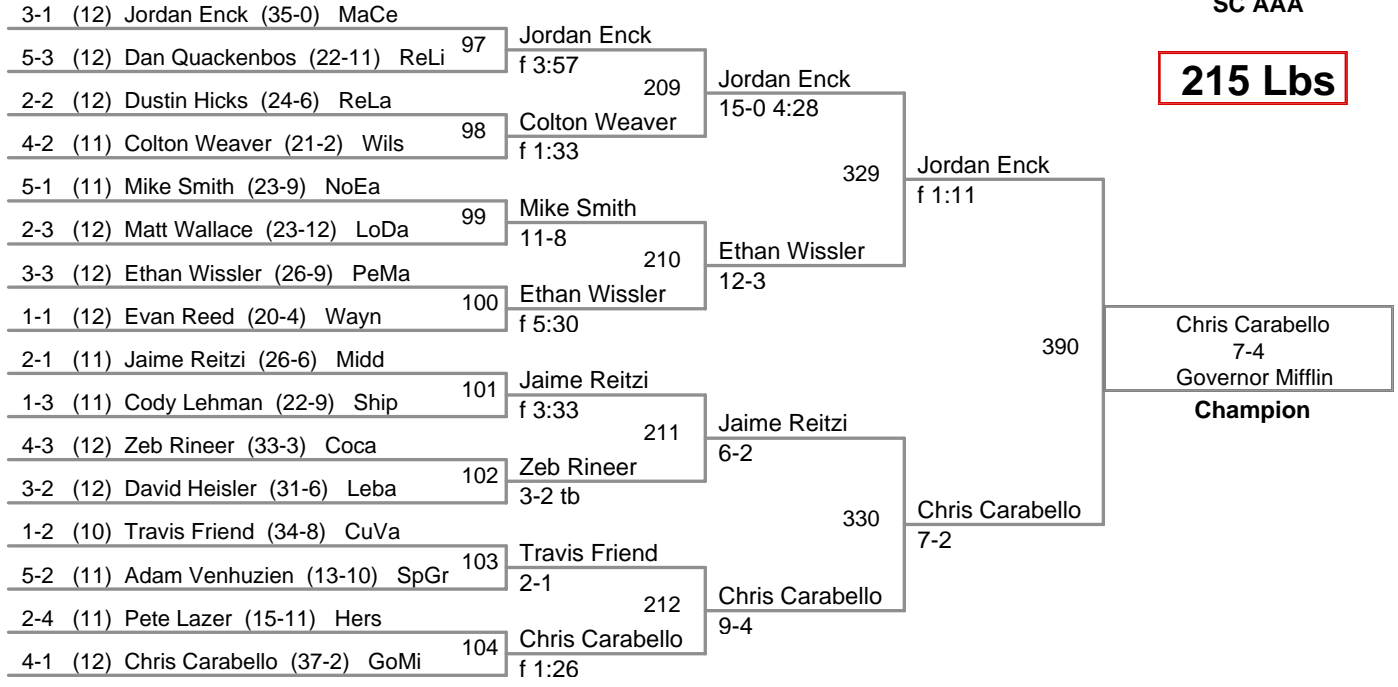 SC AAA
215 Lbs
3-1 (12) Jordan Enck (35-0) MaCe
5-3 (12) Dan Quackenbos (22-11) ReLi
2-2 (12) Dustin Hicks (24-6) ReLa
4-2 (11) Colton Weaver (21-2) Wils
5-1 (11) Mike Smith (23-9) NoEa
2-3 (12) Matt Wallace (23-12) LoDa
3-3 (12) Ethan Wissler (26-9) PeMa
1-1 (12) Evan Reed (20-4) Wayn
2-1 (11) Jaime Reitzi (26-6) Midd
1-3 (11) Cody Lehman (22-9) Ship
4-3 (12) Zeb Rineer (33-3) Coca
3-2 (12) David Heisler (31-6) Leba
1-2 (10) Travis Friend (34-8) CuVa
5-2 (11) Adam Venhuzien (13-10) SpGr
2-4 (11) Pete Lazer (15-11) Hers
4-1 (12) Chris Carabello (37-2) GoMi
97
98
99
100
101
102
103
104
Jordan Enck
f 3:57
Colton Weaver
f 1:33
Mike Smith
11-8
Ethan Wissler
f 5:30
Jaime Reitzi
f 3:33
Zeb Rineer
3-2 tb
Travis Friend
2-1
Chris Carabello
f 1:26
209
210
211
212
Jordan Enck
15-0 4:28
Ethan Wissler
12-3
Jaime Reitzi
6-2
Chris Carabello
9-4
329
330
Jordan Enck
f 1:11
Chris Carabello
7-2
390
Chris Carabello
7-4
Governor Mifflin
Champion